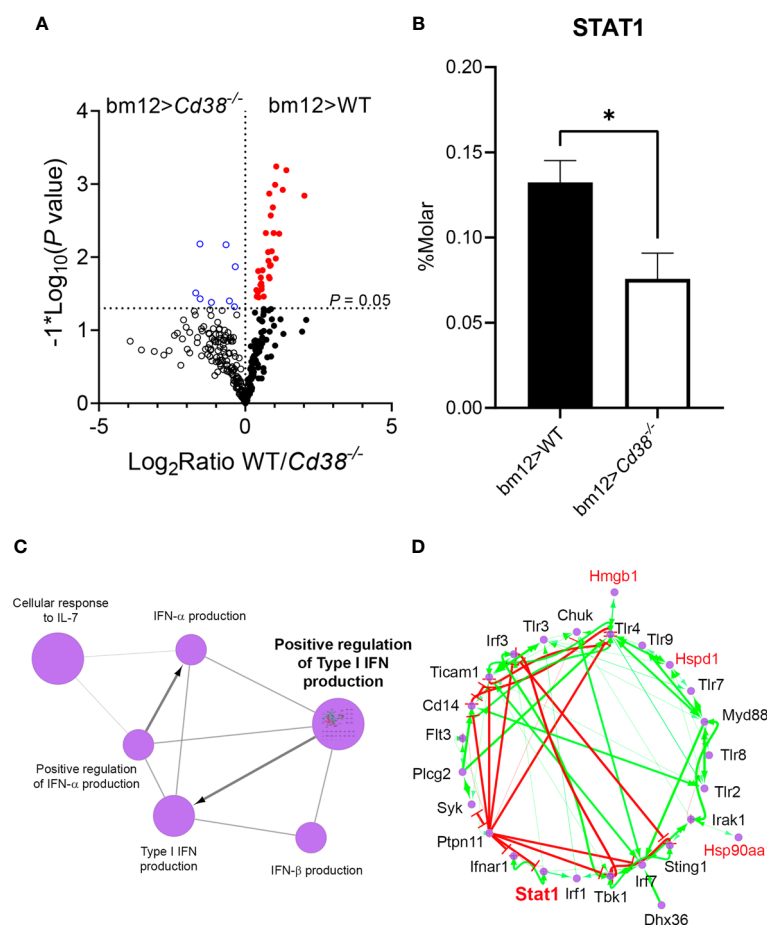 A
bm12>Cd38-/-
bm12>WT
4
3
2
1
0
-1*Log10(P value)
P = 0.05
-5
0
5
Log2Ratio WT/Cd38-/-
B
STAT1
*
0.20
0.15
0.10
0.05
0.00
%Molar
bm12>WT
bm12>Cd38-/-
C
Cellular response
to IL-7
IFN-α production
Positive regulation
of Type I IFN
production
Positive regulation
of IFN-α production
Type I IFN
production
IFN-β production
D
Hmgb1
Chuk
Tlr4
Tlr3
Tlr9
Irf3
Hspd1
Ticam1
Tlr7
Cd14
Myd88
Flt3
Tlr8
Plcg2
Tlr2
Syk
Irak1
Ptpn11
Hsp90aa
Ifnar1
Sting1
Stat1
Irf1
Tbk1
Irf7
Dhx36